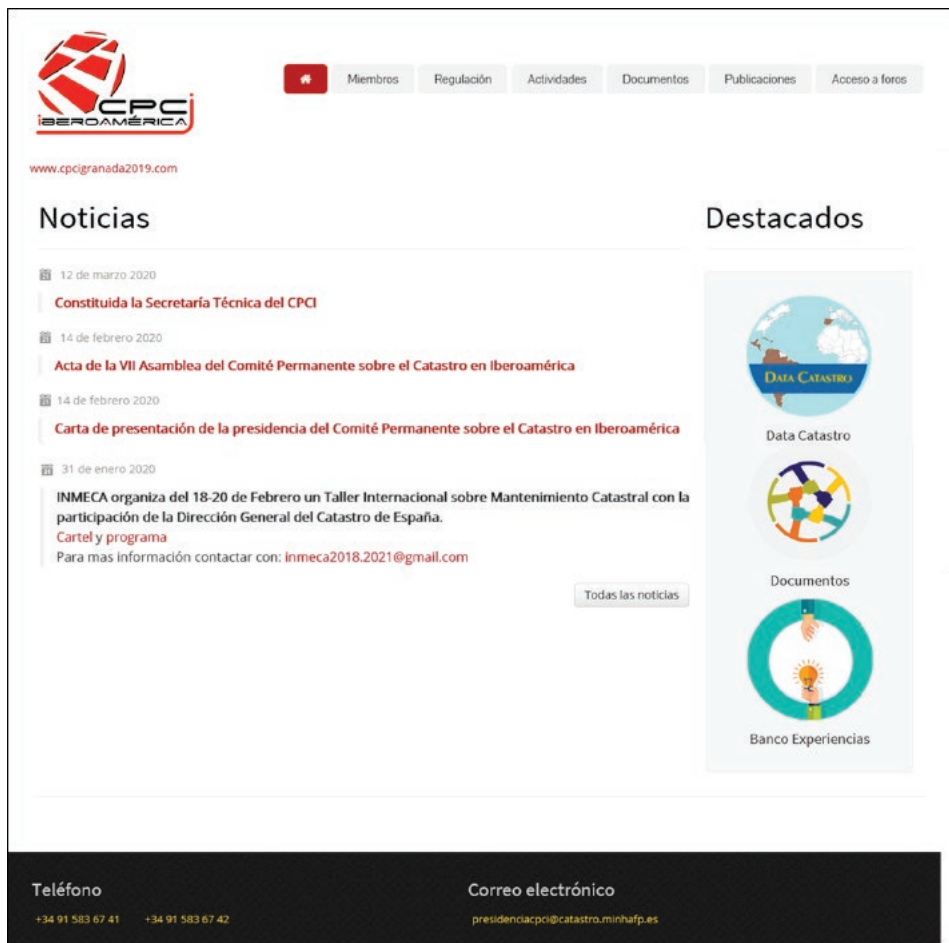 CPCi
iBEROAMÉRICA
Miembros
Regulación
Actividades
Documentos
Publicaciones
Acceso a foros
www.cpcigranada2019.com
Noticias
12 de marzo 2020
Constituida la Secretaría Técnica del CPCI
14 de febrero 2020
Acta de la VII Asamblea del Comité Permanente sobre el Catastro en Iberoamérica
14 de febrero 2020
Carta de presentación de la presidencia del Comité Permanente sobre el Catastro en Iberoamérica
31 de enero 2020
INMECA organiza del 18-20 de Febrero un Taller Internacional sobre Mantenimiento Catastral con la
participación de la Dirección General del Catastro de España.
Cartel y programa
Para mas información contactar con: inmeca2018.2021@gmail.com
Todas las noticias
Destacados
DATA CATASTRO
Data Catastro
Documentos
Banco Experiencias
Teléfono
+34 91 583 67 41 +34 91 583 67 42
Correo electrónico
presidenciacpci@catastro.minhafp.es